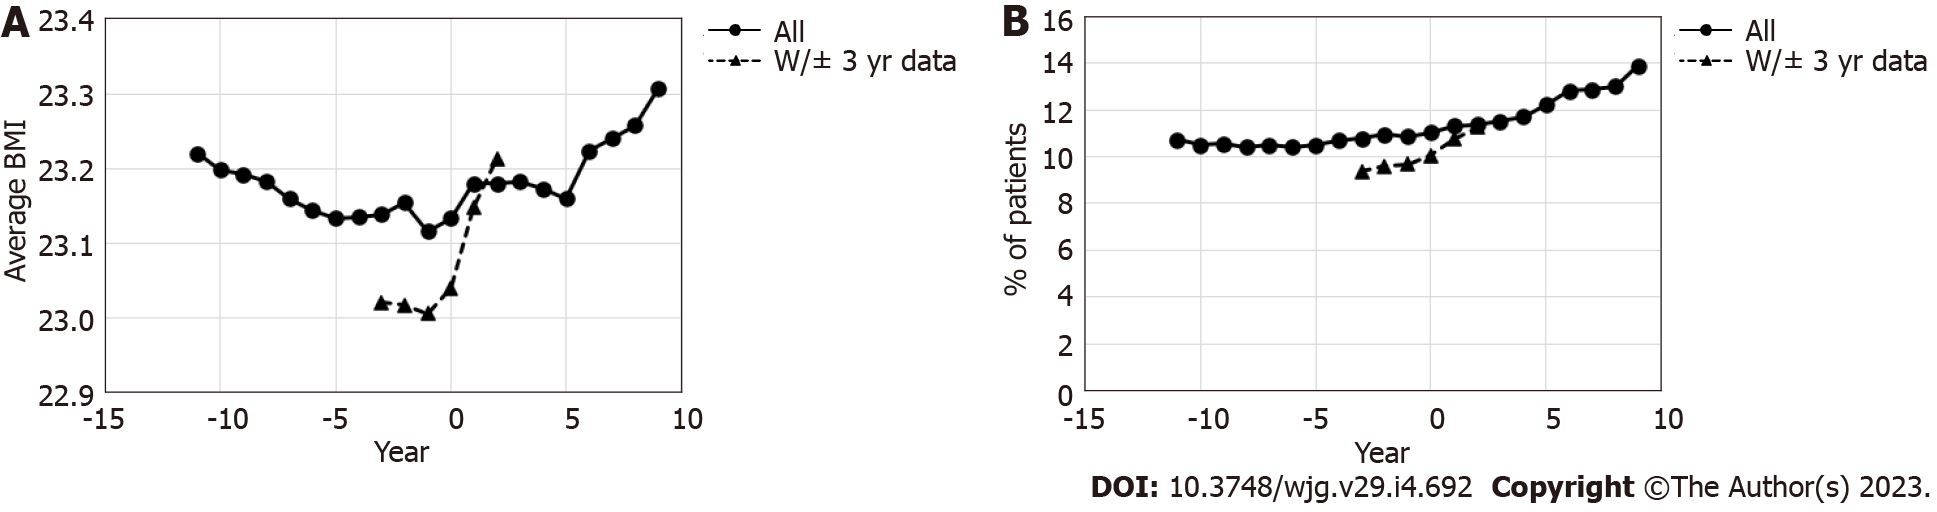 A
23.4
23.3
23.2
23.1
23.0
22.9
Average BMI
-15
-10
-5
0
5
10
Year
All
W/± 3 yr data
B
16
14
12
10
8
6
4
2
0
% of patients
-15
-10
-5
0
5
10
Year
All
W/± 3 yr data
DOI: 10.3748/wjg.v29.i4.692 Copyright ©The Author(s) 2023.